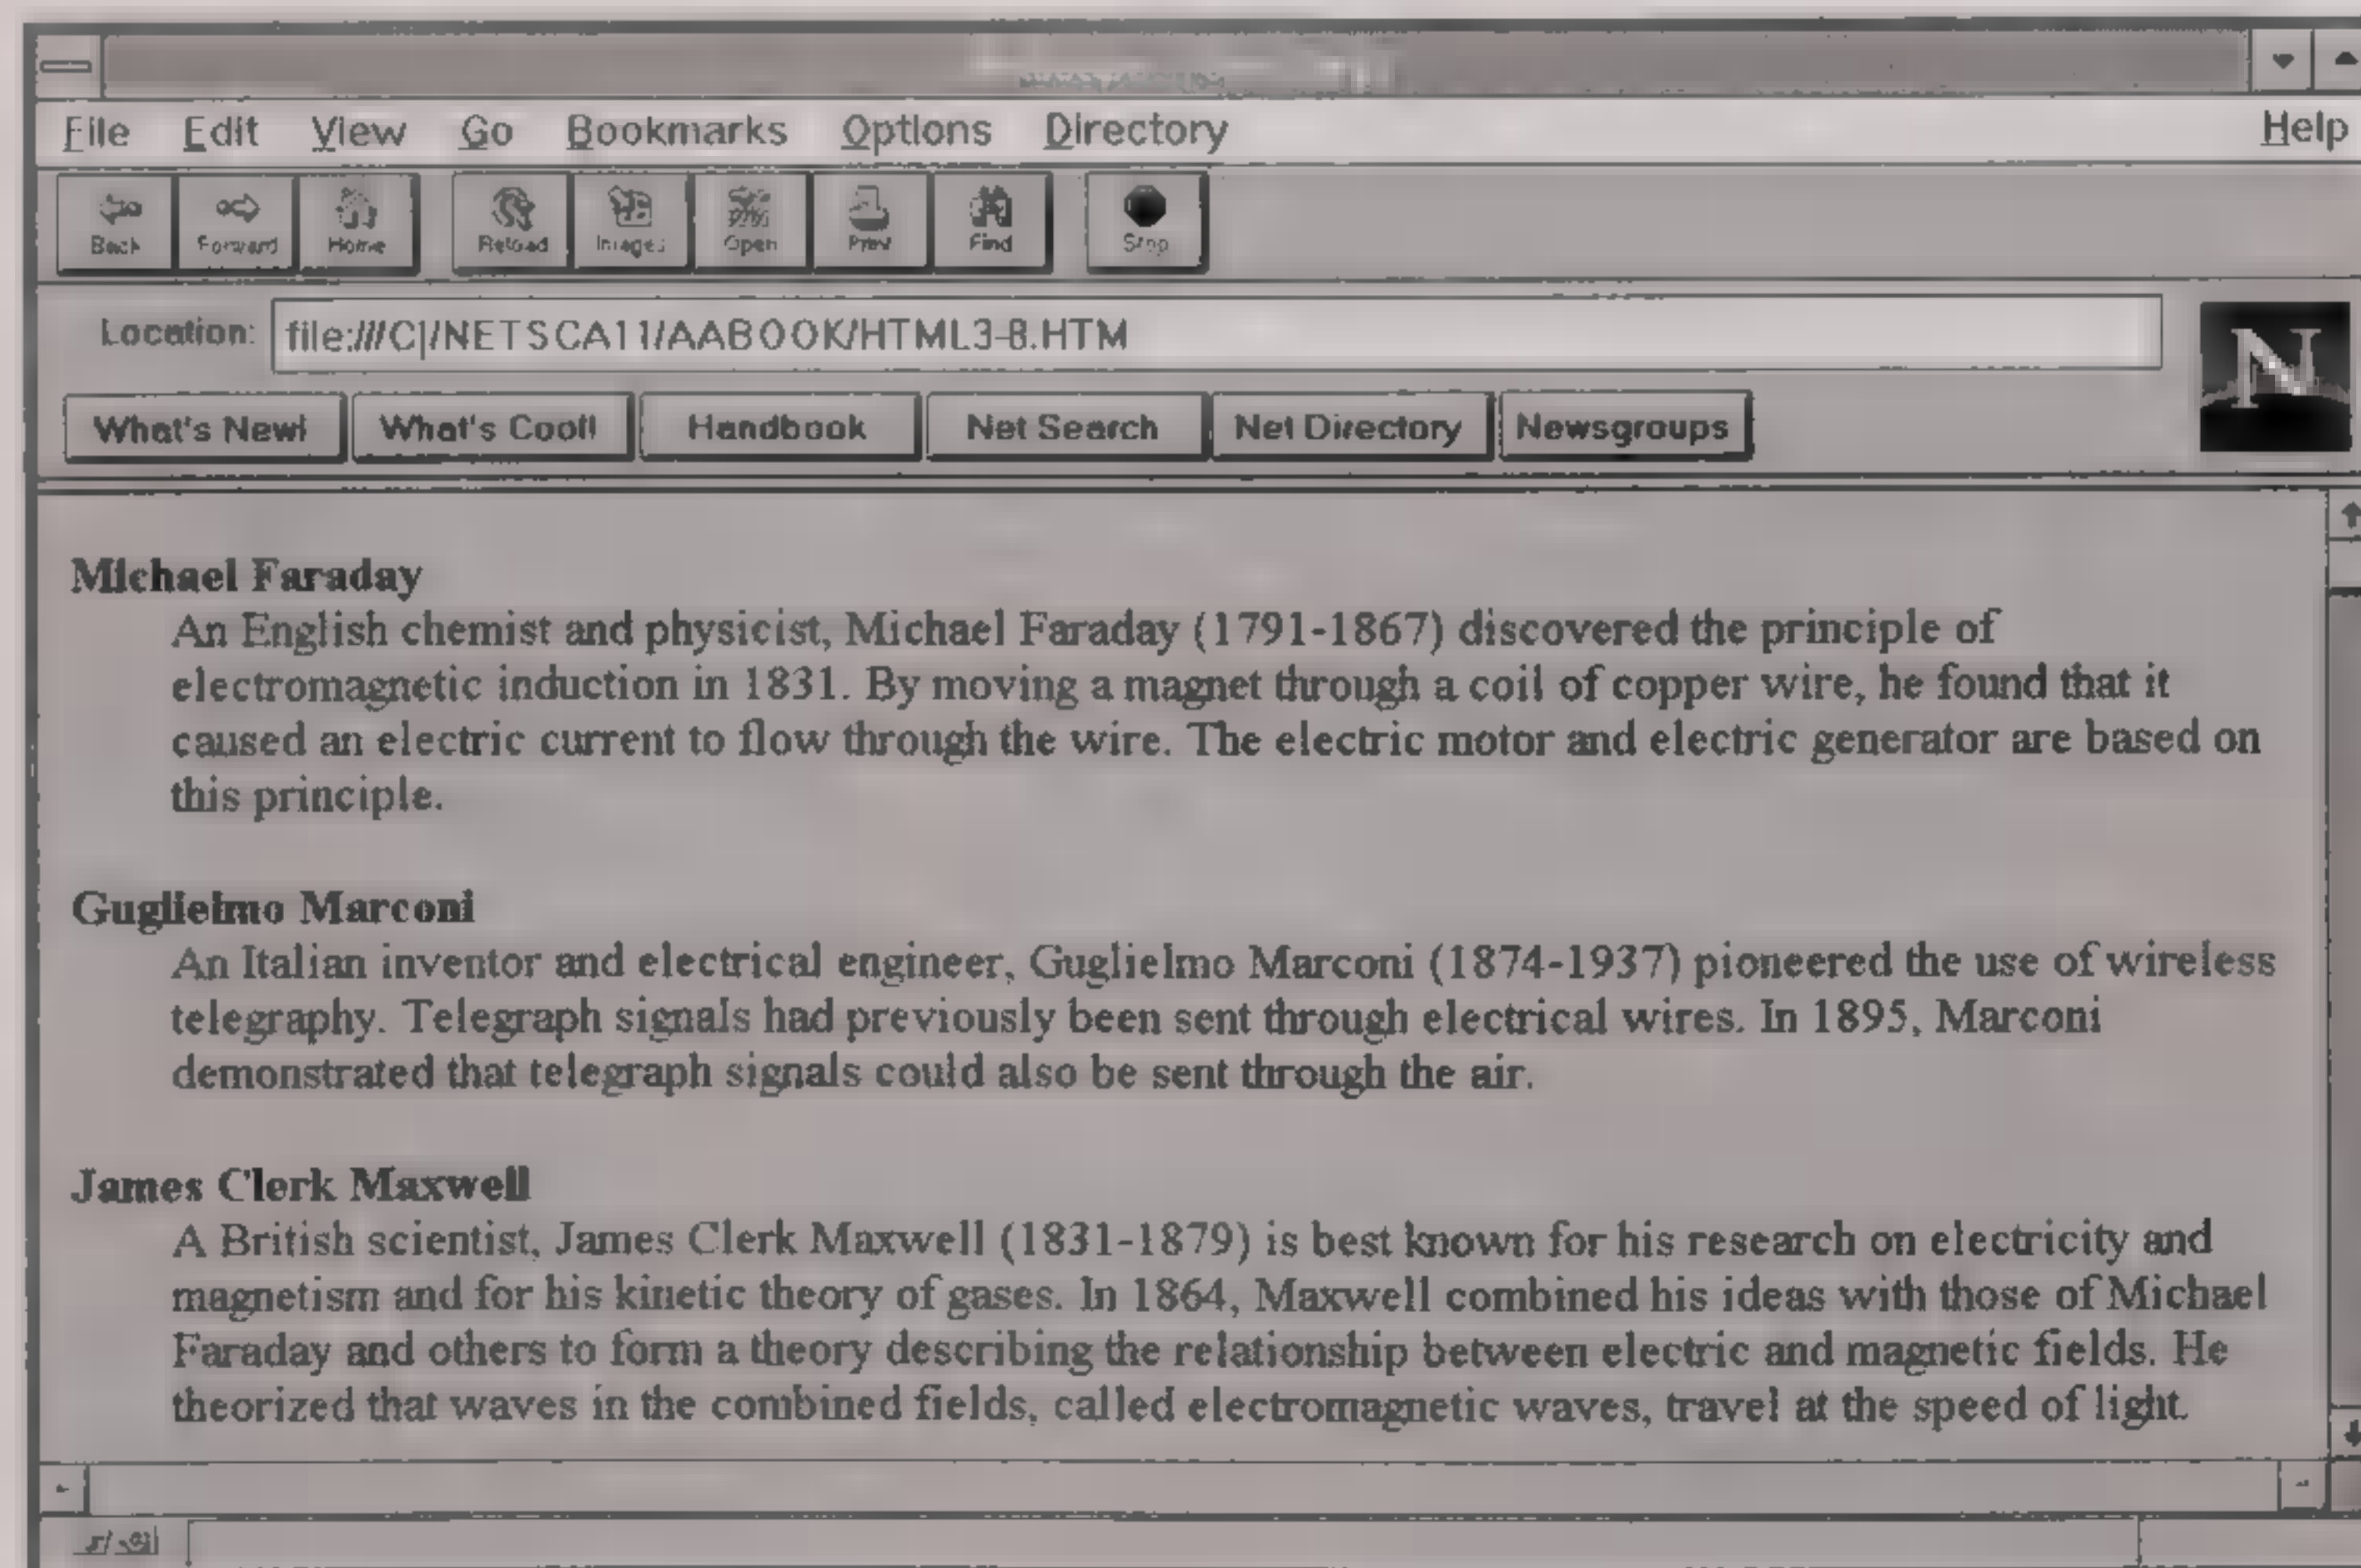 File Edit View Go Bookmarks Options Directory Help
Back Forward Home Reload Images Open Print Find Stop
Location: file:///C|/NETSCA11/AABOOK/HTML3-8.HTM
N
What's New! What's Cool! Handbook Net Search Net Directory Newsgroups
Michael Faraday
An English chemist and physicist, Michael Faraday (1791-1867) discovered the principle of
electromagnetic induction in 1831. By moving a magnet through a coil of copper wire, he found that it
caused an electric current to flow through the wire. The electric motor and electric generator are based on
this principle.
Guglielmo Marconi
An Italian inventor and electrical engineer, Guglielmo Marconi (1874-1937) pioneered the use of wireless
telegraphy. Telegraph signals had previously been sent through electrical wires. In 1895, Marconi
demonstrated that telegraph signals could also be sent through the air.
James Clerk Maxwell
A British scientist, James Clerk Maxwell (1831-1879) is best known for his research on electricity and
magnetism and for his kinetic theory of gases. In 1864, Maxwell combined his ideas with those of Michael
Faraday and others to form a theory describing the relationship between electric and magnetic fields. He
theorized that waves in the combined fields, called electromagnetic waves, travel at the speed of light.